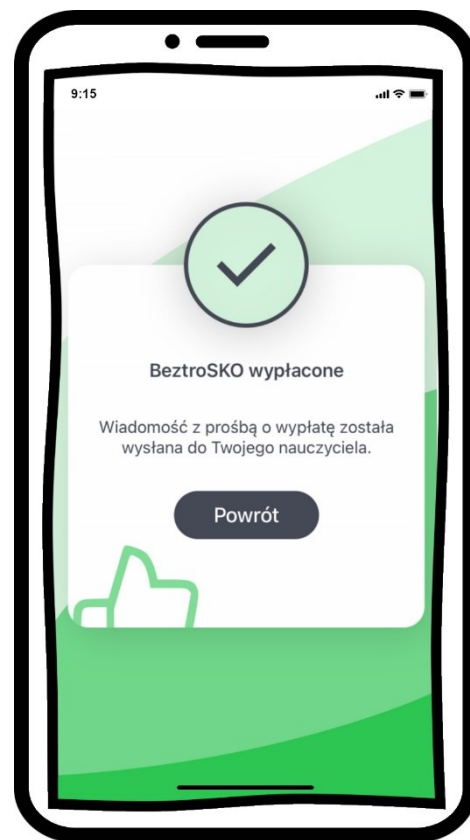 9:15
BeztroSKO wypłacone
Wiadomość z prośbą o wypłatę została
wysłana do Twojego nauczyciela.
Powrót